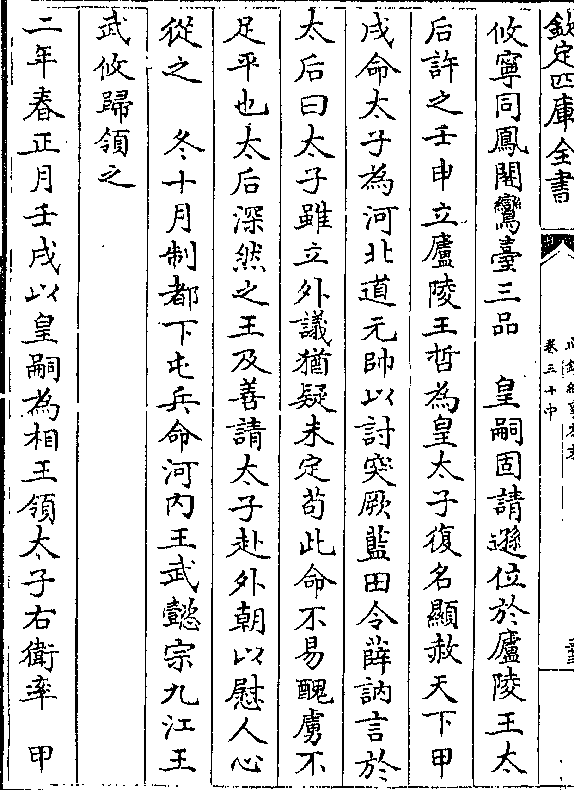 欽定四庫全書
卷三十中
攸寧同鳳閣鸞臺三品　皇嗣固請遜位於廬陵王太
后許之壬申立廬陵王哲為皇太子復名顯赦天下甲
戌命太子為河北道元帥以討突厥藍田令薛訥言於
太后曰太子雖立外議猶疑未定苟此命不易醜虜不
足平也太后深然之王及善請太子赴外朝以慰人心
從之　冬十月制都下屯兵命河內王武懿宗九江王
武攸歸領之
二年春正月壬戌以皇嗣為相王領太子右衛率　甲